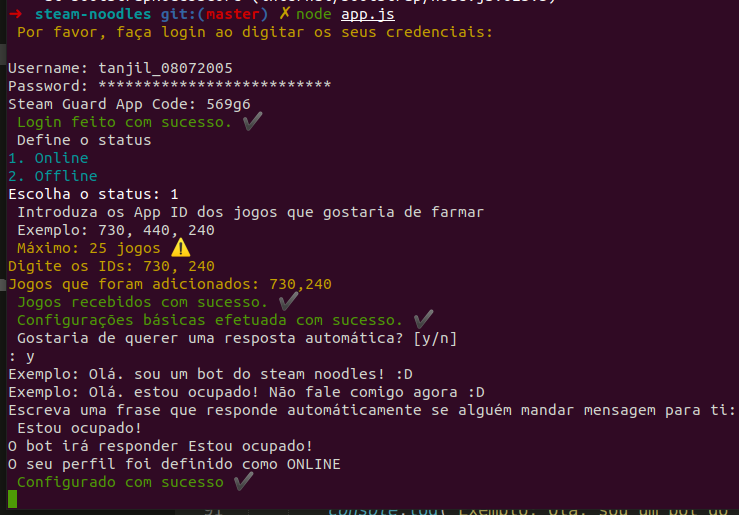 ➜ steam-noodles git:(master) ✗ node app.js
Por favor, faça login ao digitar os seus credenciais:
Username: tanjil_08072005
Password: **************************
Steam Guard App Code: 569g6
Login feito com sucesso. ✔
Define o status
1. Online
2. Offline
Escolha o status: 1
Introduza os App ID dos jogos que gostaria de farmar
Exemplo: 730, 440, 240
Máximo: 25 jogos ⚠
Digite os IDs: 730, 240
Jogos que foram adicionados: 730,240
Jogos recebidos com sucesso. ✔
Configurações básicas efetuada com sucesso. ✔
Gostaria de querer uma resposta automática? [y/n]
: y
Exemplo: Olá. sou um bot do steam noodles! :D
Exemplo: Olá. estou ocupado! Não fale comigo agora :D
Escreva uma frase que responde automáticamente se alguém mandar mensagem para ti:
Estou ocupado!
O bot irá responder Estou ocupado!
O seu perfil foi definido como ONLINE
Configurado com sucesso ✔